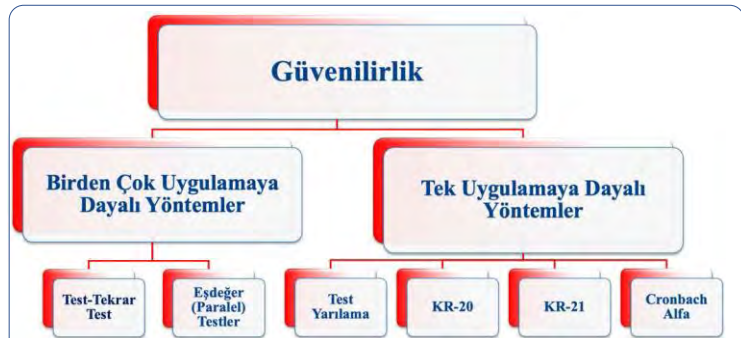 Güvenilirlik
Birden Çok Uygulamaya
Dayalı Yöntemler
Tek Uygulamaya Dayalı
Yöntemler
Test-Tekrar
Test
Eşdeğer
(Paralel)
Testler
Test
Yarılama
KR-20
KR-21
Cronbach
Alfa